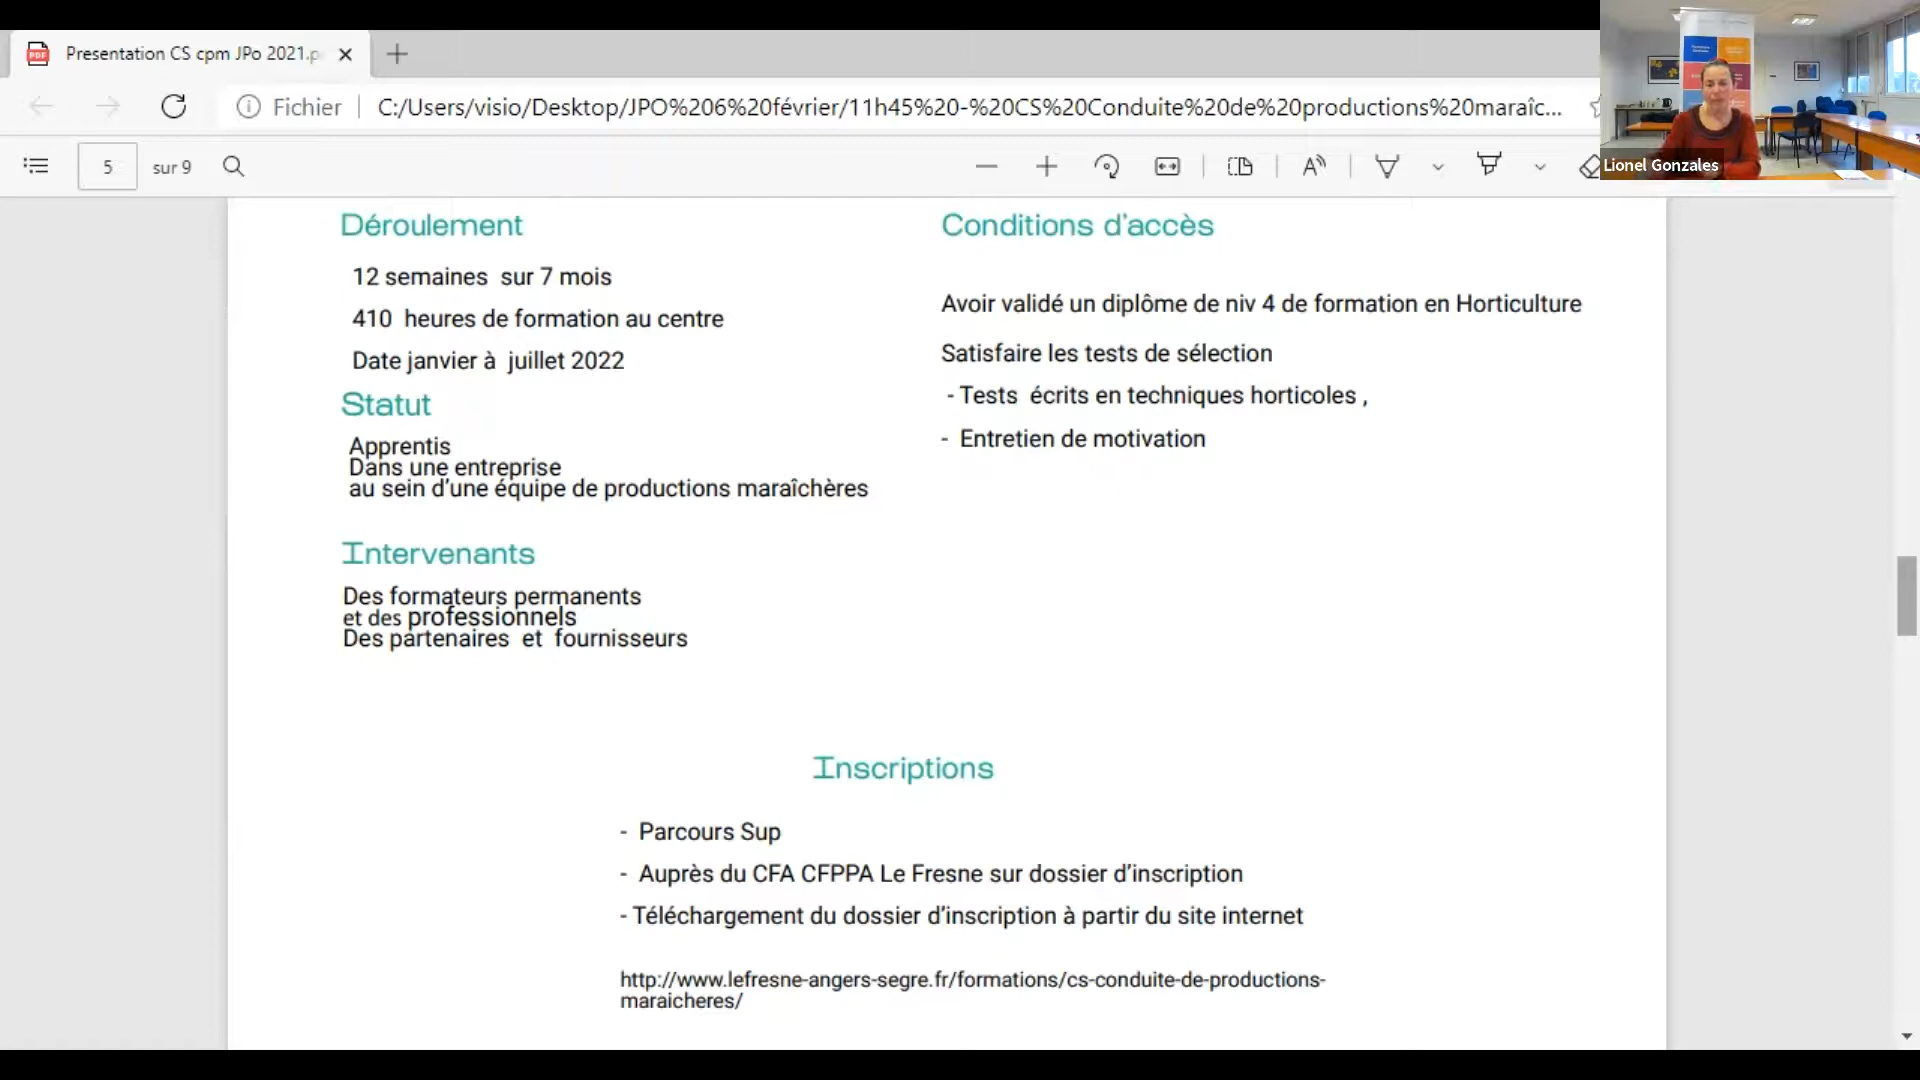 Presentation CS cpm JPo 2021.p
Fichier
C:/Users/visio/Desktop/JPO%206%20février/11h45%20-%20CS%20Conduite%20de%20productions%20maraîc...
5
sur 9
Lionel Gonzales
Déroulement
12 semaines sur 7 mois
410 heures de formation au centre
Date janvier à juillet 2022
Statut
Apprentis
Dans une entreprise
au sein d'une équipe de productions maraîchères
Intervenants
Des formateurs permanents
et des professionnels
Des partenaires et fournisseurs
Conditions d'accès
Avoir validé un diplôme de niv 4 de formation en Horticulture
Satisfaire les tests de sélection
- Tests écrits en techniques horticoles ,
- Entretien de motivation
Inscriptions
- Parcours Sup
- Auprès du CFA CFPPA Le Fresne sur dossier d'inscription
- Téléchargement du dossier d'inscription à partir du site internet
http://www.lefresne-angers-segre.fr/formations/cs-conduite-de-productions-
maraicheres/